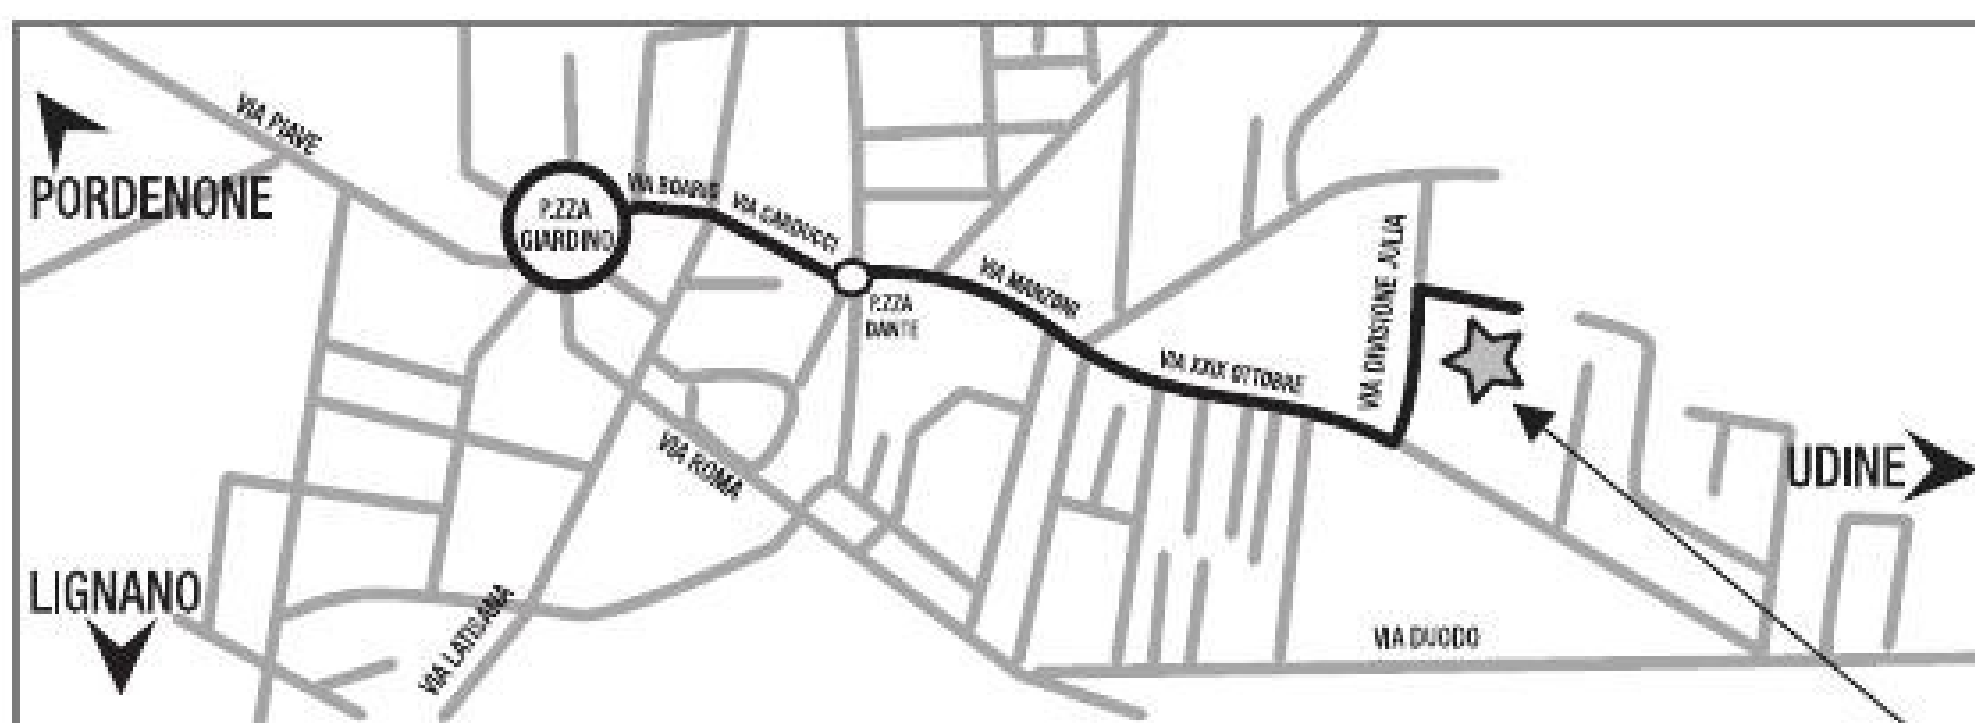 VIA PIAVE
PORDENONE
P.ZZA
GIARDINO
VIA CARDUCCI
P.ZZA
DANTE
VIA MANZONI
VIA XXIX OTTOBRE
VIA DIVISIONE JULIA
UDINE
VIA ROMA
LIGNANO
VIA LATISANA
VIA DUODO